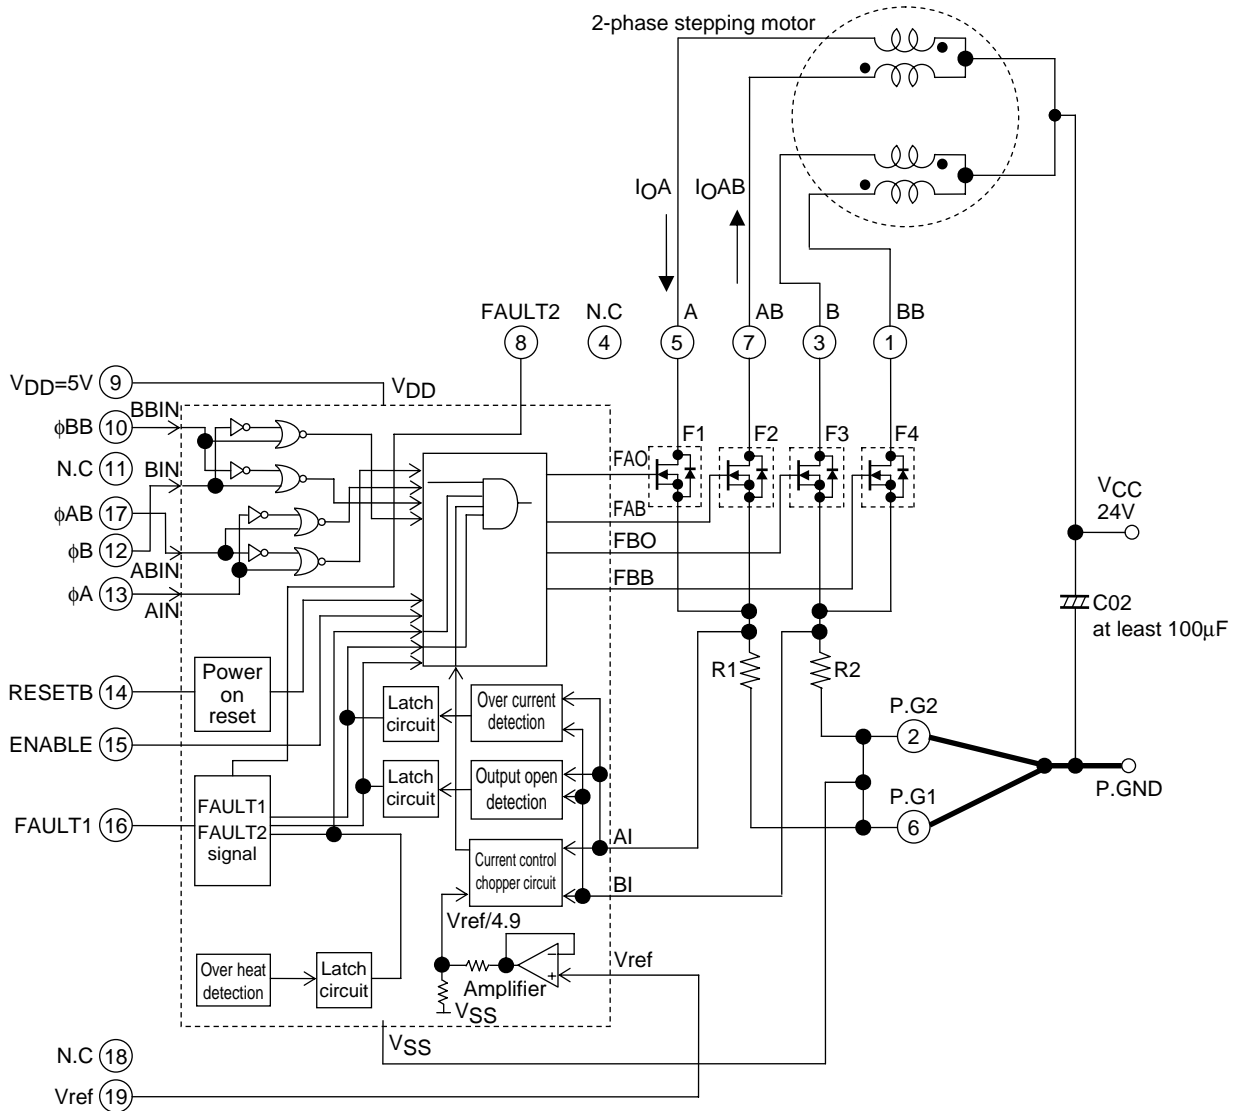 2-phase stepping motor
IOA
IOAB
FAULT2
N.C
A
AB
B
BB
8
4
5
7
3
1
VDD=5V
9
VDD
φBB
10
BBIN
N.C
11
BIN
φAB
17
φB
12
ABIN
φA
13
AIN
F1
F2
F3
F4
FAO
FAB
FBO
FBB
VCC
24V
C02
at least 100μF
R1
R2
RESETB
14
Power
on
reset
ENABLE
15
Latch
circuit
Over current
detection
P.G2
2
Latch
circuit
Output open
detection
P.GND
FAULT1
16
FAULT1
FAULT2
signal
P.G1
6
AI
Current control
chopper circuit
BI
Vref/4.9
Over heat
detection
Latch
circuit
Amplifier
Vref
VSS
VSS
N.C
18
Vref
19